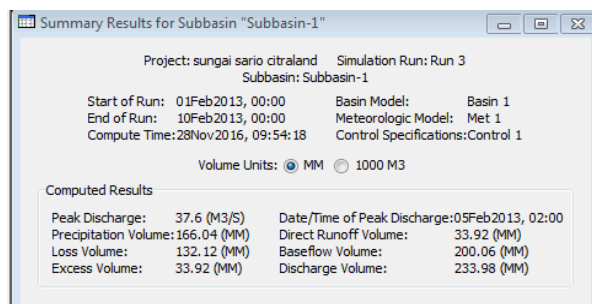 Summary Results for Subbasin "Subbasin-1"
Project: sungai sario citraland Simulation Run: Run 3
Subbasin: Subbasin-1
Start of Run: 01Feb2013, 00:00 Basin Model: Basin 1
End of Run: 10Feb2013, 00:00 Meteorologic Model: Met 1
Compute Time:28Nov2016, 09:54:18 Control Specifications:Control 1
Volume Units: MM 1000 M3
Computed Results
Peak Discharge: 37.6 (M3/S) Date/Time of Peak Discharge:05Feb2013, 02:00
Precipitation Volume:166.04 (MM) Direct Runoff Volume: 33.92 (MM)
Loss Volume: 132.12 (MM) Baseflow Volume: 200.06 (MM)
Excess Volume: 33.92 (MM) Discharge Volume: 233.98 (MM)